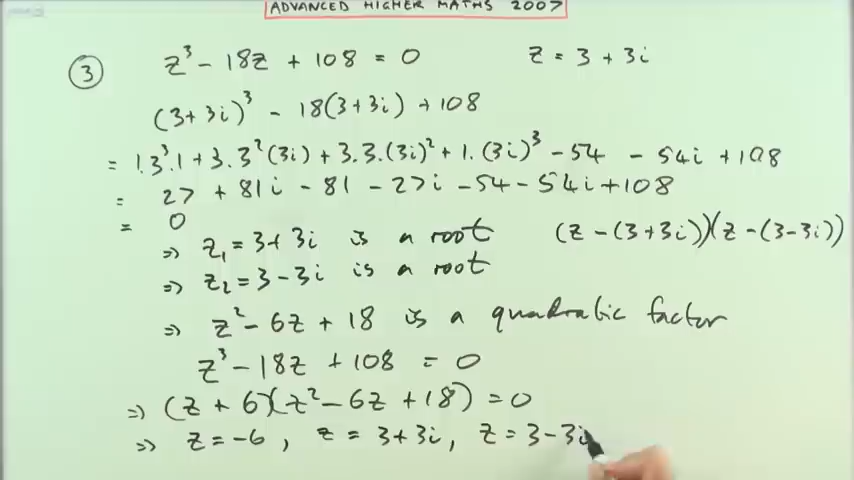 ADVANCED HIGHER MATHS 2007
③ z³ - 18z + 108 = 0 z = 3 + 3i
(3+3i)³ - 18(3+3i) + 108
= 1.3³.1 + 3.3²(3i) + 3.3.(3i)² + 1.(3i)³ - 54 - 54i + 108
= 27 + 81i - 81 - 27i - 54 - 54i + 108
= 0
⇒ z₁ = 3+3i is a root (z - (3+3i))(z - (3-3i))
⇒ z₂ = 3-3i is a root
⇒ z² - 6z + 18 is a quadratic factor
z³ - 18z + 108 = 0
⇒ (z + 6)(z² - 6z + 18) = 0
⇒ z = -6, z = 3+3i, z = 3-3i